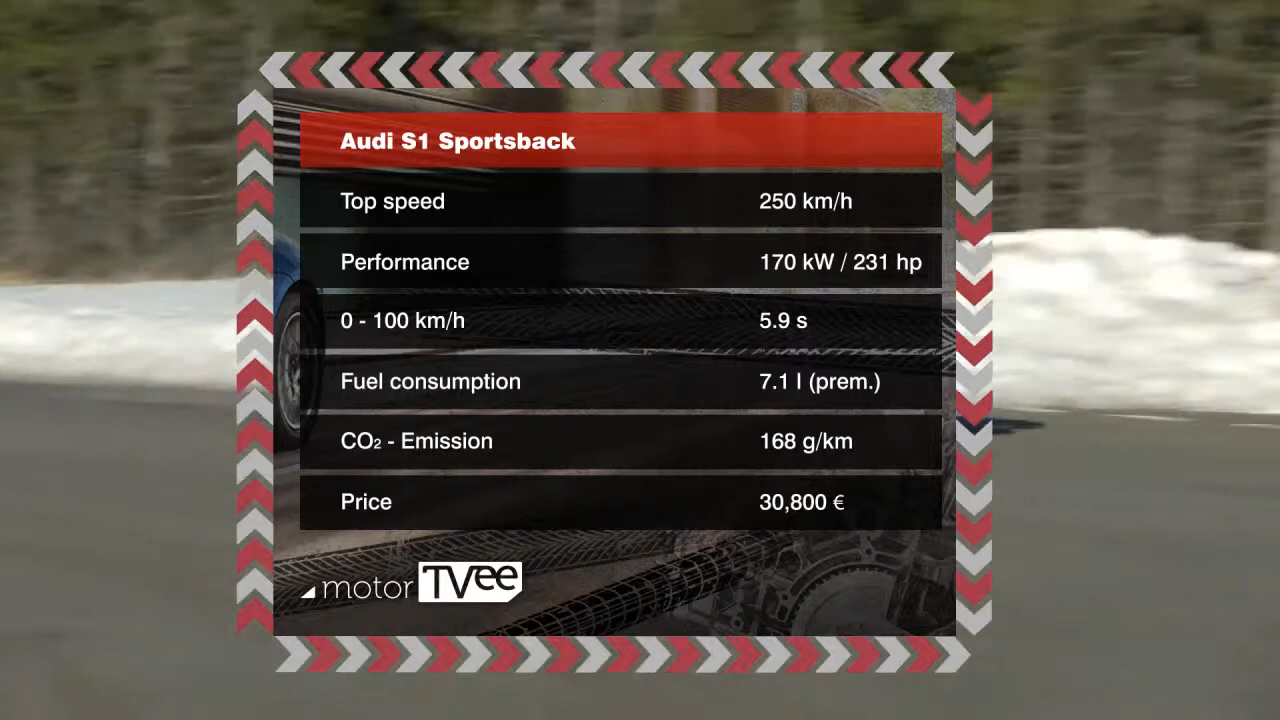 Audi S1 Sportsback
Top speed 250 km/h
Performance 170 kW / 231 hp
0 - 100 km/h 5.9 s
Fuel consumption 7.1 l (prem.)
CO₂ - Emission 168 g/km
Price 30,800 €
motor TVee